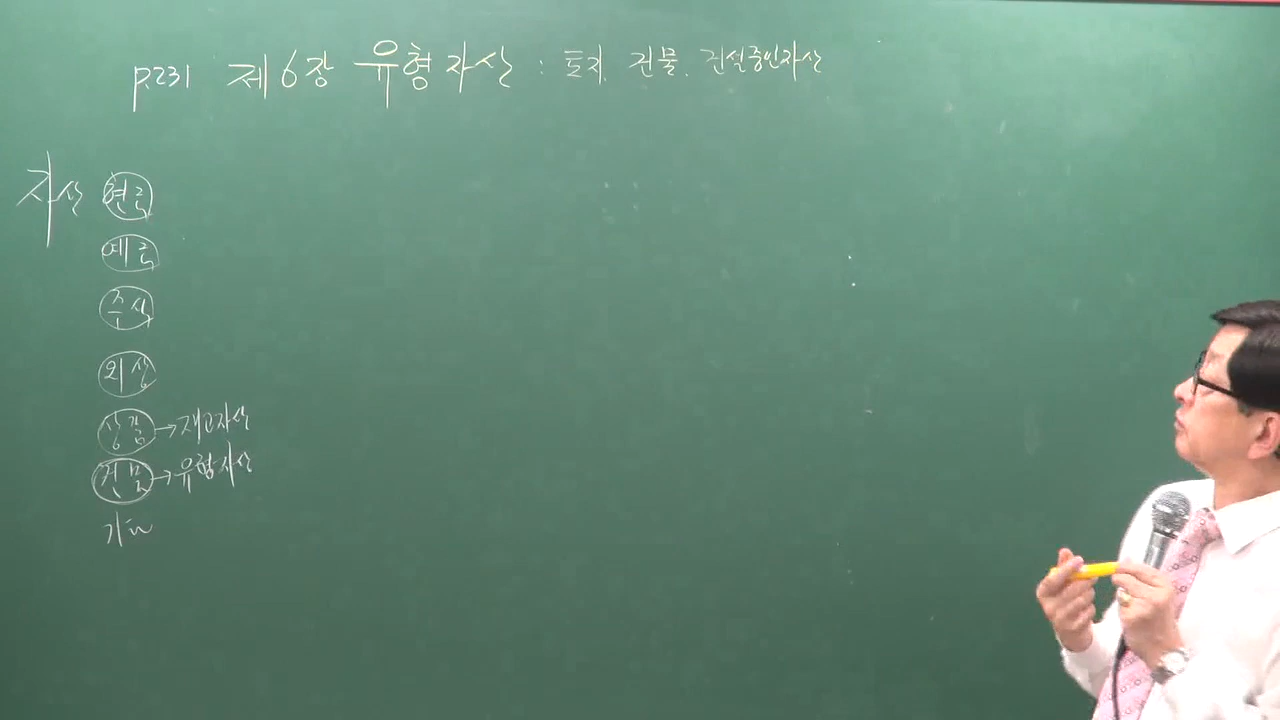 p.231 제6장 유형자산 : 토지. 건물. 건설중인자산
자산 현금
예금
주식
외상
상품 → 재고자산
건물 → 유형자산
기타